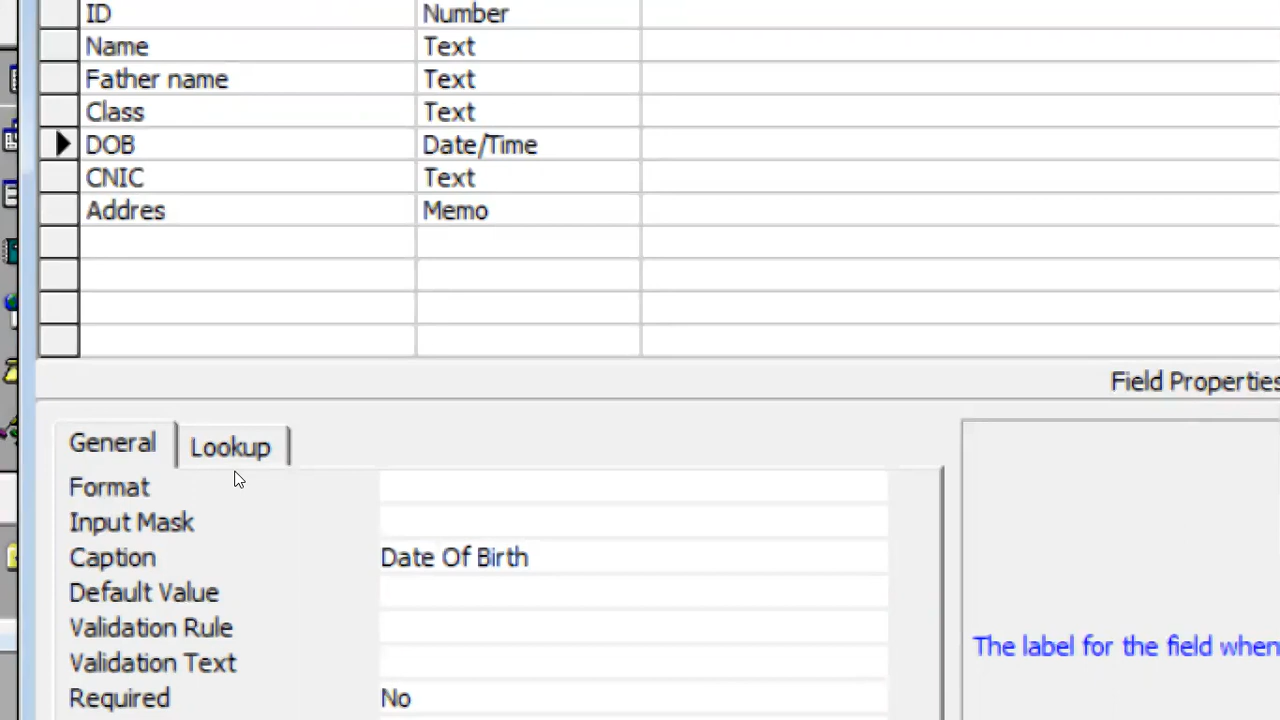 ID Number
Name Text
Father name Text
Class Text
DOB Date/Time
CNIC Text
Addres Memo
Field Properties
General Lookup
Format
Input Mask
Caption Date Of Birth
Default Value
Validation Rule
Validation Text
The label for the field when
Required No